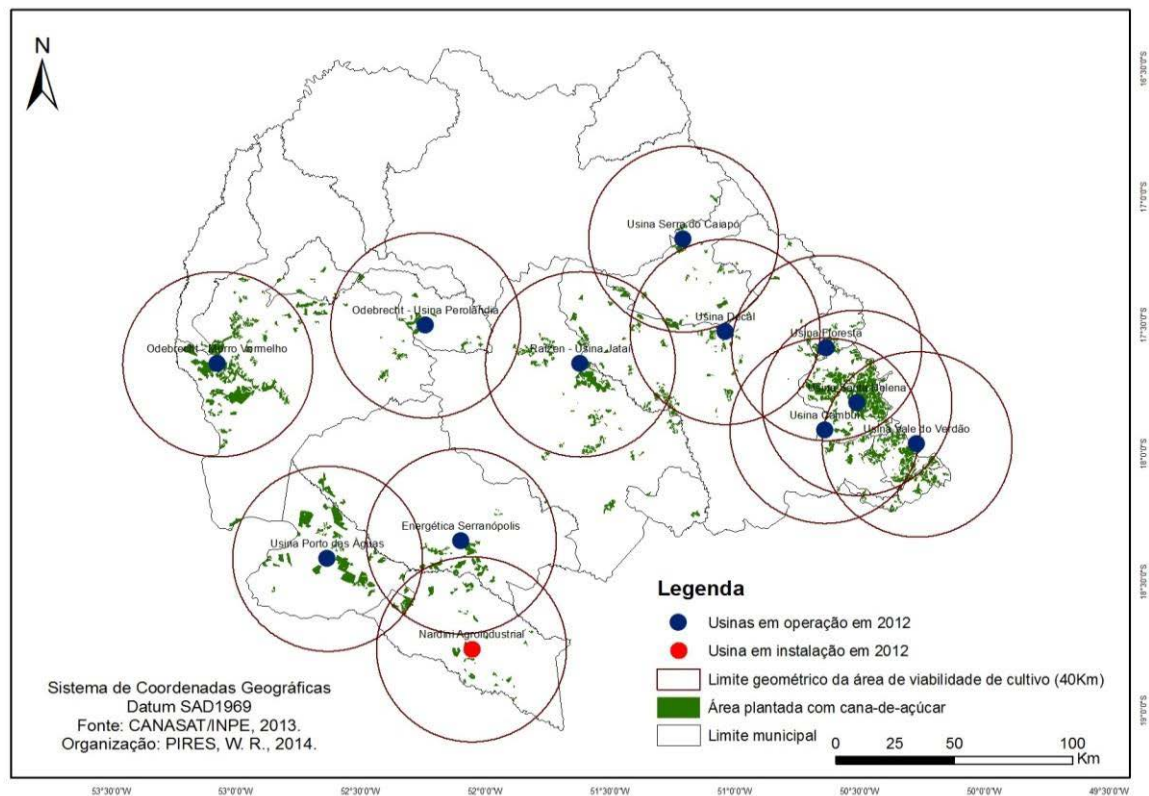 N
Usina Serra do Caiapó
Odebrecht - Usina Perolândia
Usina Decal
Usina Floresta
Odebrecht - Morro Vermelho
Raizen - Usina Jataí
Usina Santa Helena
Usina Vale do Verdão
Energética Serranópolis
Usina Porto das Águas
Nardini Agroindustrial
Legenda
Usinas em operação em 2012
Usina em instalação em 2012
Limite geométrico da área de viabilidade de cultivo (40Km)
Área plantada com cana-de-açúcar
Limite municipal
0 50 100
Km
Sistema de Coordenadas Geográficas
Datum SAD1969
Fonte: CANASAT/INPE, 2013.
Organização: PIRES, W. R., 2014.
16°30'0"S
17°0'0"S
17°30'0"S
18°0'0"S
18°30'0"S
19°0'0"S
53°30'0"W
53°0'0"W
52°30'0"W
52°0'0"W
51°30'0"W
51°0'0"W
50°30'0"W
50°0'0"W
49°30'0"W